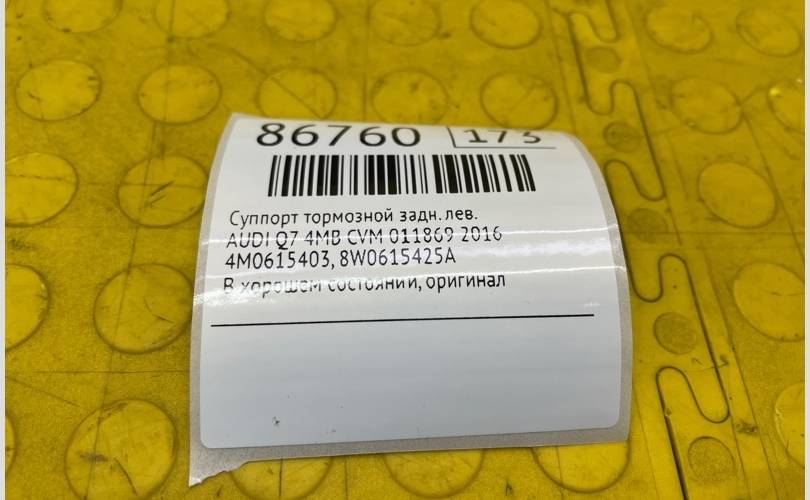 86760 173
Суппорт тормозной задн. лев.
AUDI Q7 4MB CVM 011869 2016
4M0615403, 8W0615425A
В хорошем состоянии, оригинал